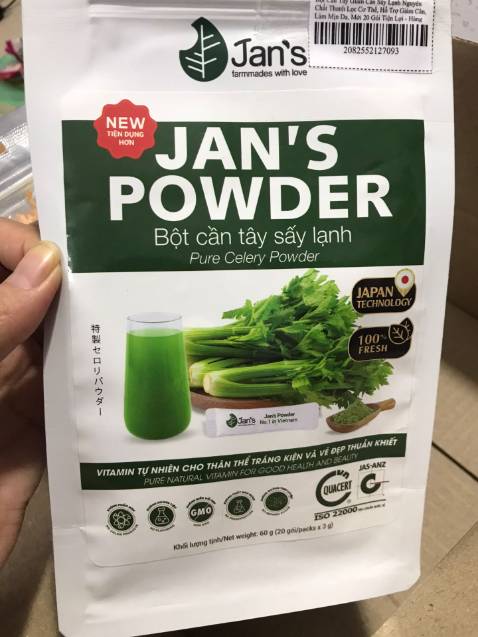 Bột Cần Tây Giảm Cân Sấy Lạnh Nguyên
Chất Thanh Lọc Cơ Thể, Hỗ Trợ Giảm Cân,
Làm Mịn Da, Mới 20 Gói Tiện Lợi - Hàng
2082552127093
Jan's
farmmades with love
NEW
TIỆN DỤNG
HƠN
JAN'S
POWDER
Bột cần tây sấy lạnh
Pure Celery Powder
JAPAN
TECHNOLOGY
100%
FRESH
特製セロリパウダー
Jan's
Jan's Powder
No.1 in Vietnam
VITAMIN TỰ NHIÊN CHO THÂN THỂ TRÁNG KIỆN VÀ VẺ ĐẸP THUẦN KHIẾT
PURE NATURAL VITAMIN FOR GOOD HEALTH AND BEAUTY
GMO
QUACERT
JAS-ANZ
ISO 22000
Khối lượng tịnh/Net weight: 60 g (20 gói/packs x 3 g)